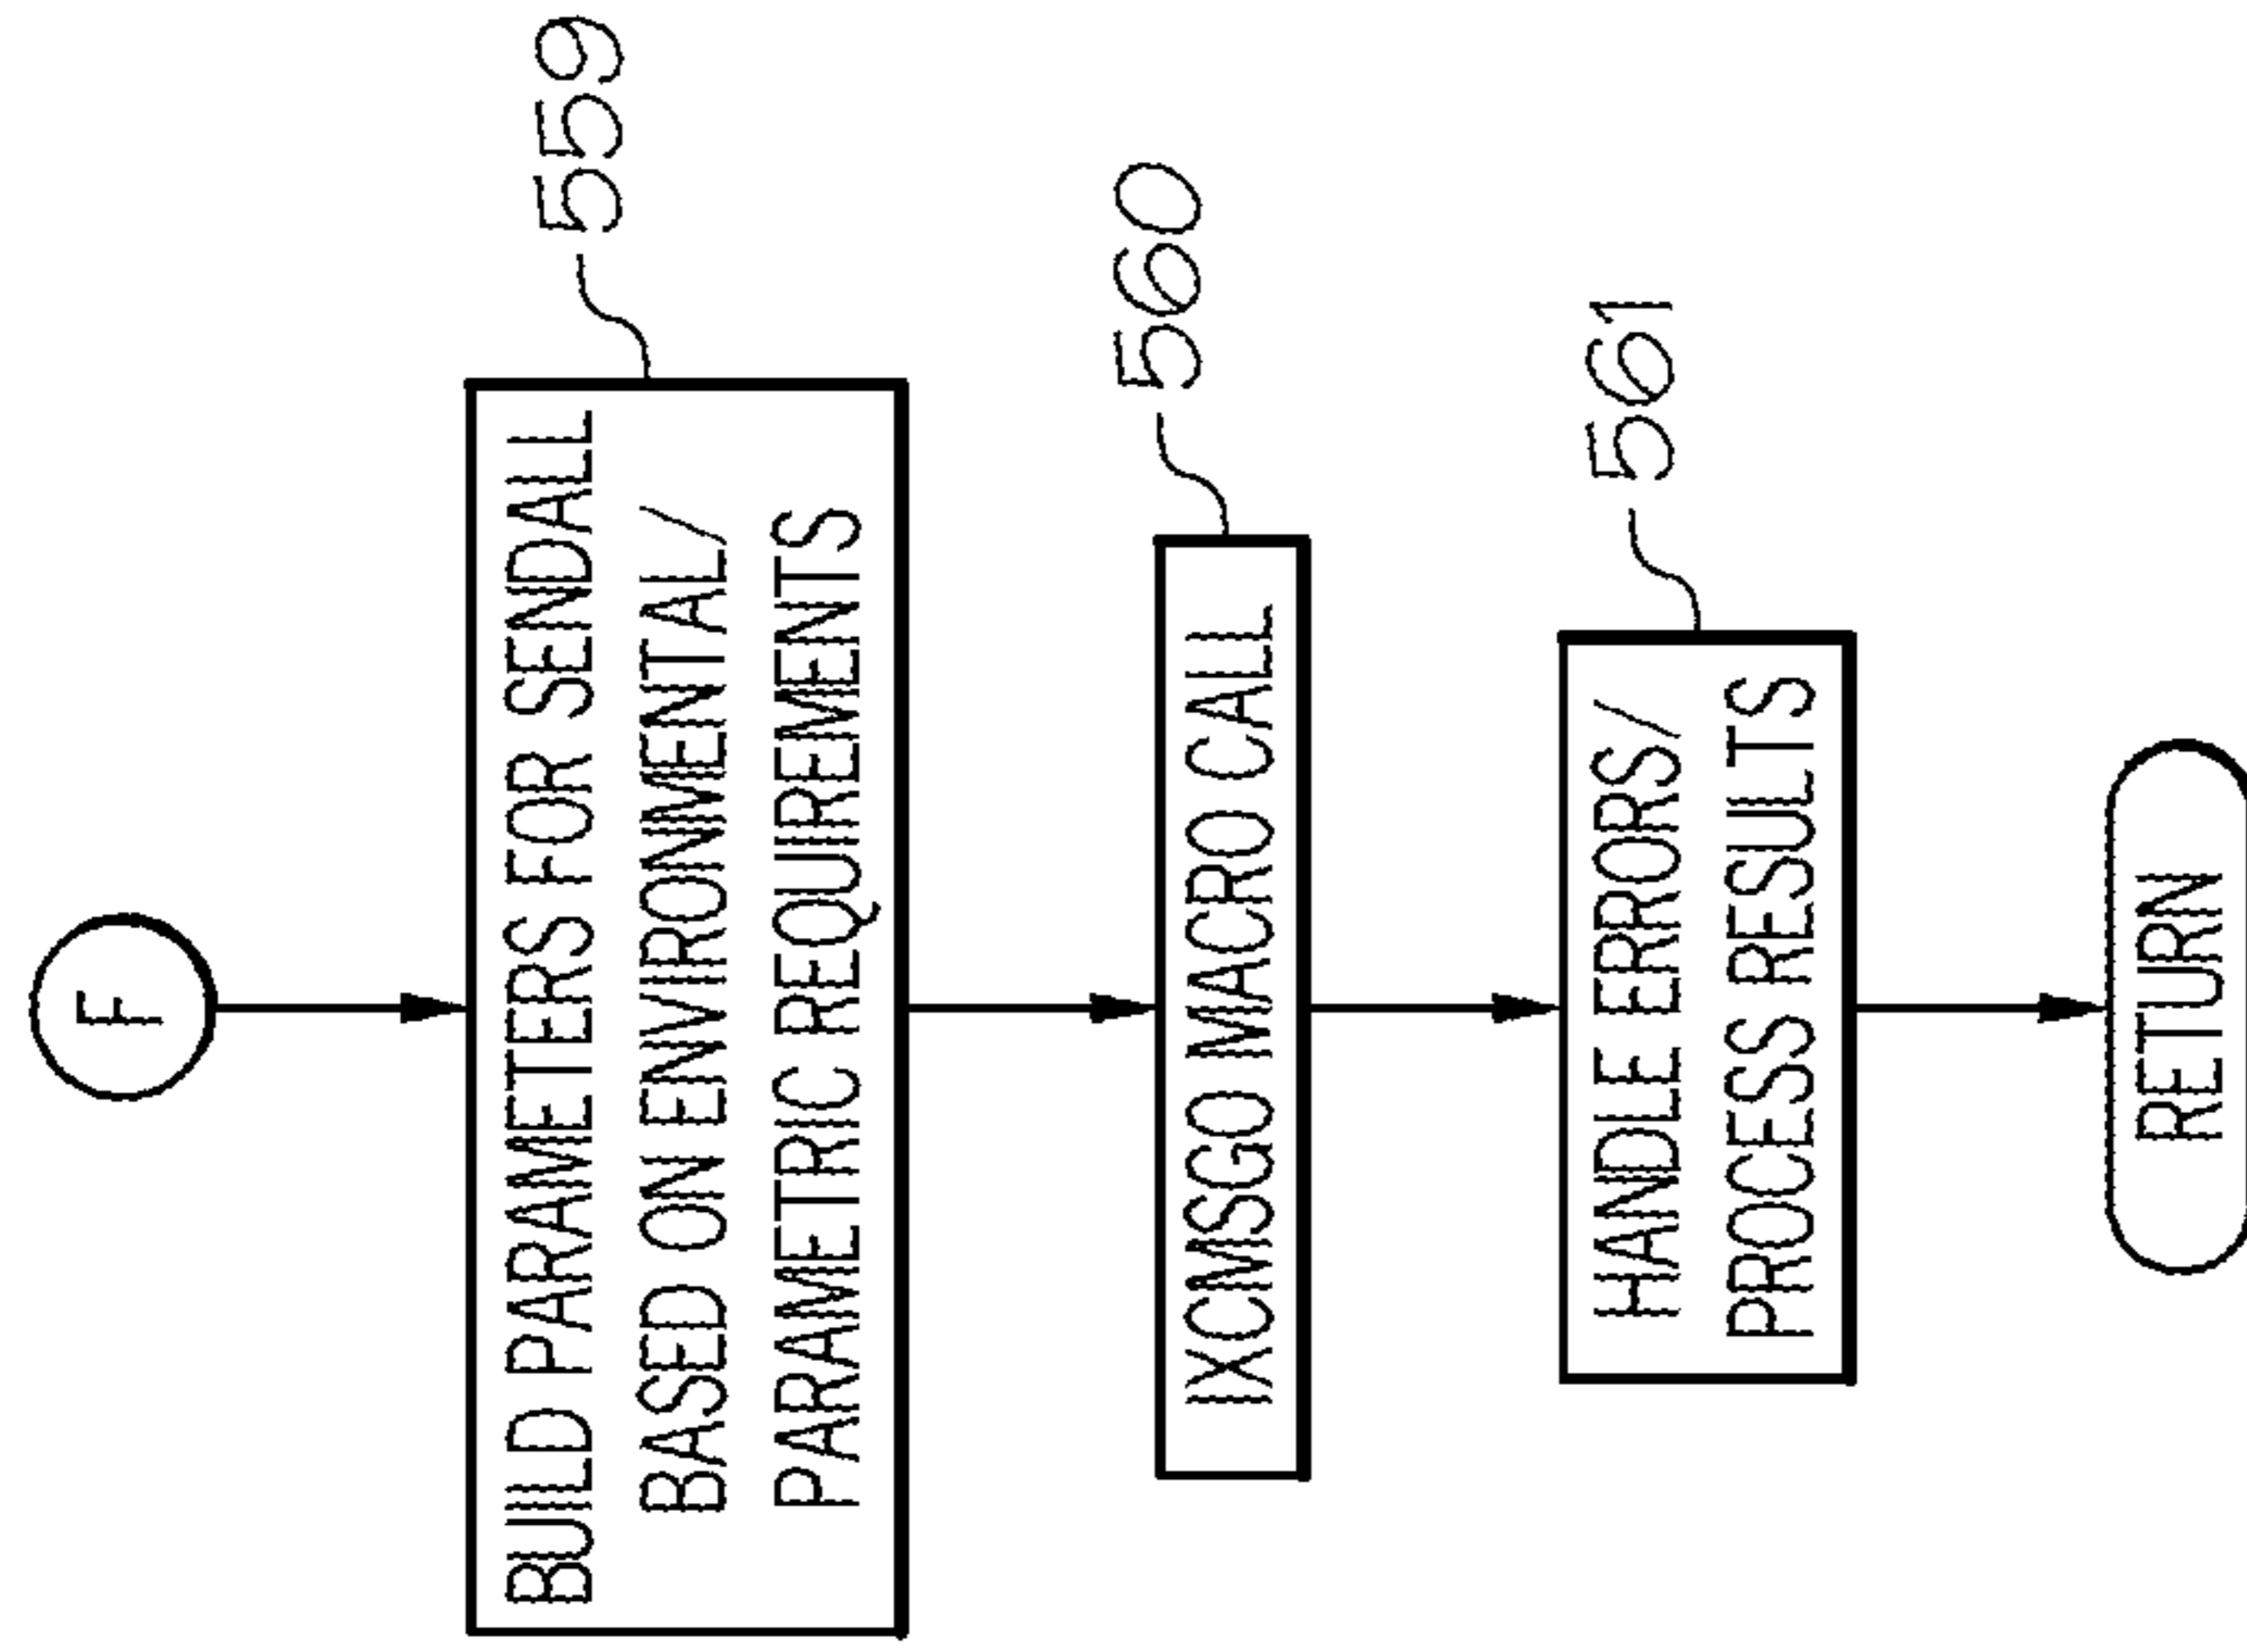 F
559
BUILD PARAMETERS FOR SENDALL
BASED ON ENVIRONMENTAL/
PARAMETRIC REQUIREMENTS
560
IXCMSGO MACRO CALL
561
HANDLE ERRORS/
PROCESS RESULTS
RETURN